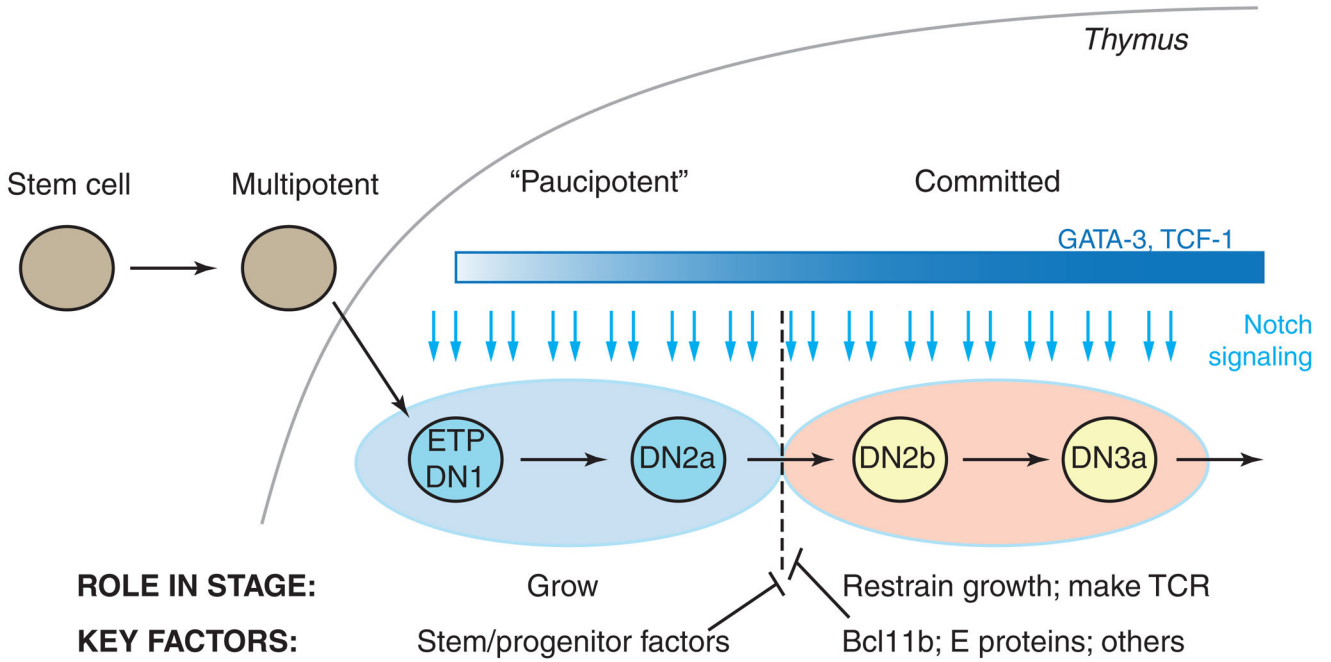 Thymus
Stem cell
Multipotent
“Paucipotent”
Committed
GATA-3, TCF-1
Notch
signaling
ETP
DN1
DN2a
DN2b
DN3a
ROLE IN STAGE:
Grow
Restrain growth; make TCR
KEY FACTORS:
Stem/progenitor factors
Bcl11b; E proteins; others